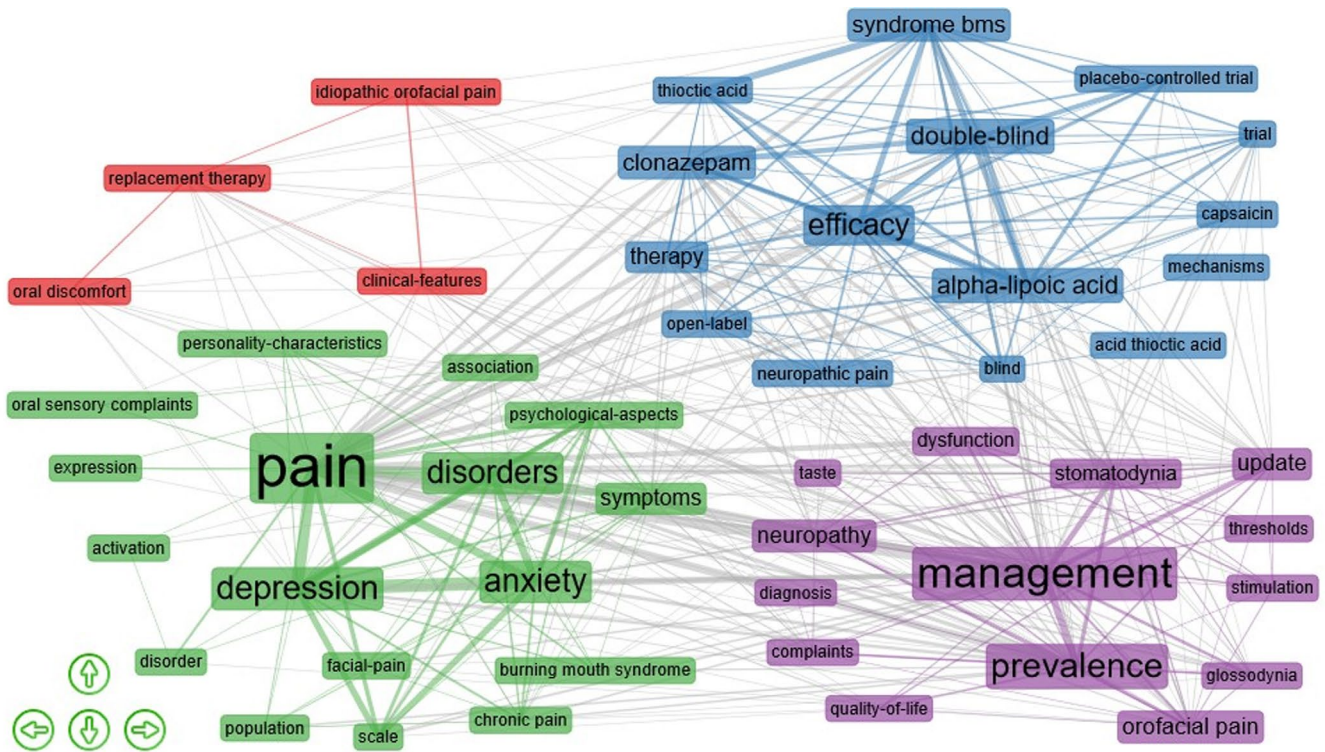 syndrome bms
idiopathic orofacial pain
thioctic acid
placebo-controlled trial
double-blind
trial
clonazepam
replacement therapy
capsaicin
efficacy
therapy
mechanisms
oral discomfort
clinical-features
alpha-lipoic acid
open-label
personality-characteristics
acid thioctic acid
association
neuropathic pain
blind
oral sensory complaints
psychological-aspects
dysfunction
pain
expression
disorders
taste
stomatodynia
update
symptoms
activation
neuropathy
thresholds
depression
anxiety
management
diagnosis
stimulation
disorder
facial-pain
burning mouth syndrome
complaints
prevalence
glossodynia
population
scale
chronic pain
quality-of-life
orofacial pain